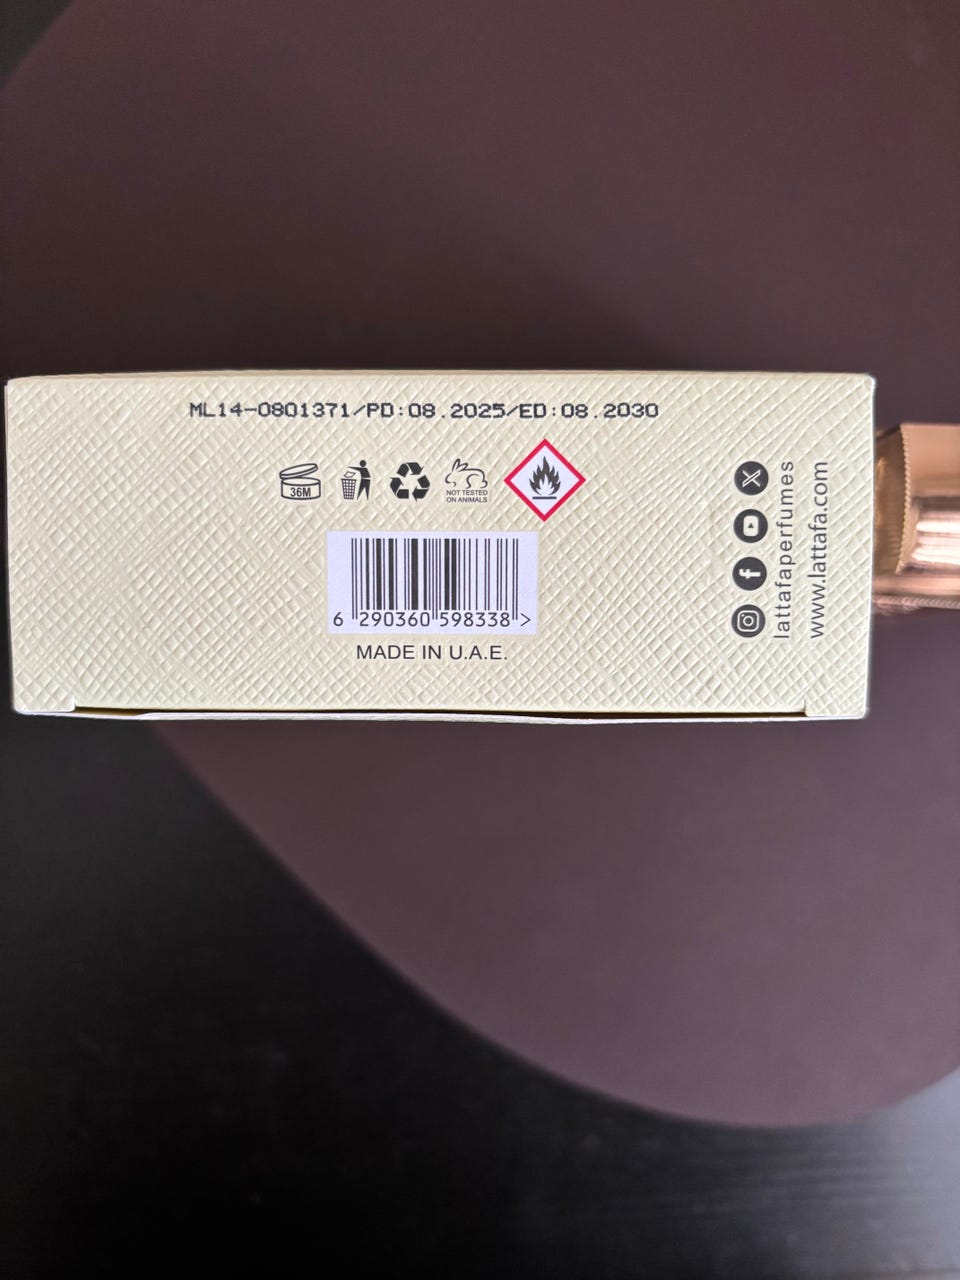 ML14-0801371/PD:08.2025/ED:08.2030
36M
NOT TESTED
ON ANIMALS
6 290360 598338 >
MADE IN U.A.E.
lattafaperfumes
www.lattafa.com